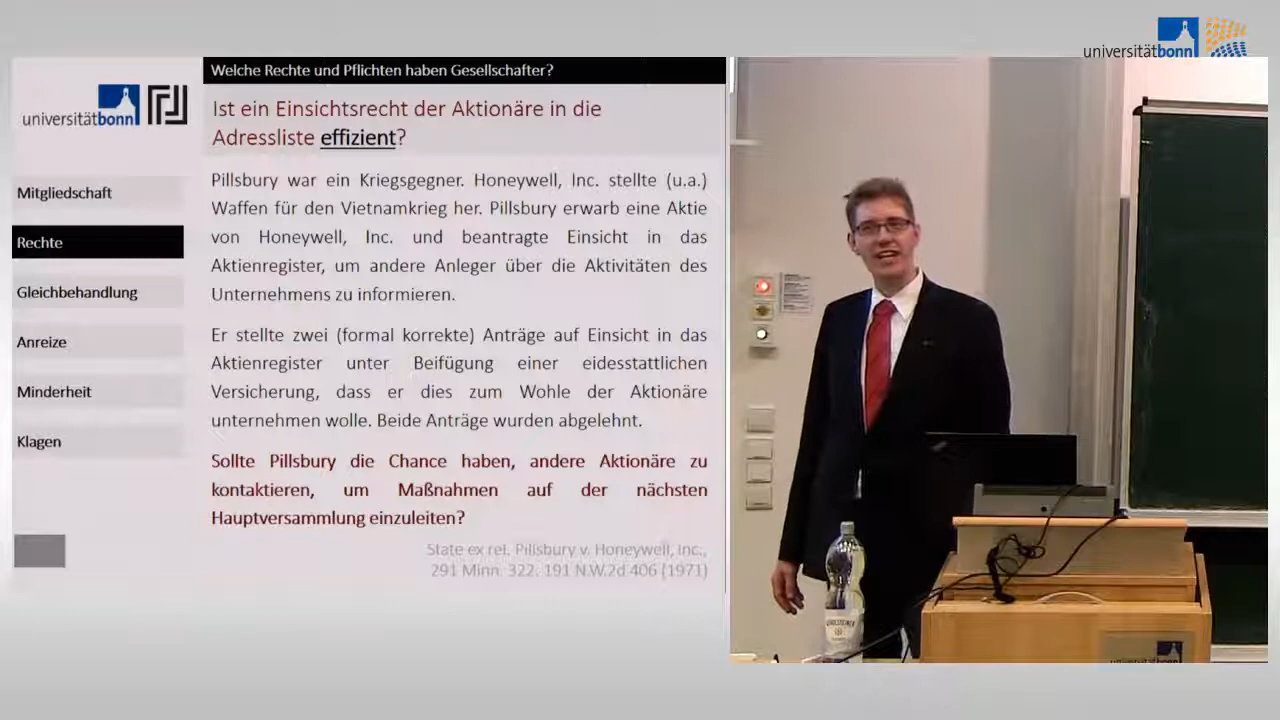 universitätbonn
Welche Rechte und Pflichten haben Gesellschafter?
universitätbonn
Ist ein Einsichtsrecht der Aktionäre in die
Adressliste effizient?
Mitgliedschaft
Rechte
Gleichbehandlung
Anreize
Minderheit
Klagen
Pillsbury war ein Kriegsgegner. Honeywell, Inc. stellte (u.a.)
Waffen für den Vietnamkrieg her. Pillsbury erwarb eine Aktie
von Honeywell, Inc. und beantragte Einsicht in das
Aktienregister, um andere Anleger über die Aktivitäten des
Unternehmens zu informieren.
Er stellte zwei (formal korrekte) Anträge auf Einsicht in das
Aktienregister unter Beifügung einer eidesstattlichen
Versicherung, dass er dies zum Wohle der Aktionäre
unternehmen wolle. Beide Anträge wurden abgelehnt.
Sollte Pillsbury die Chance haben, andere Aktionäre zu
kontaktieren, um Maßnahmen auf der nächsten
Hauptversammlung einzuleiten?
State ex rel. Pillsbury v. Honeywell, Inc.,
291 Minn. 322. 191 N.W.2d 406 (1971)
universitätbonn